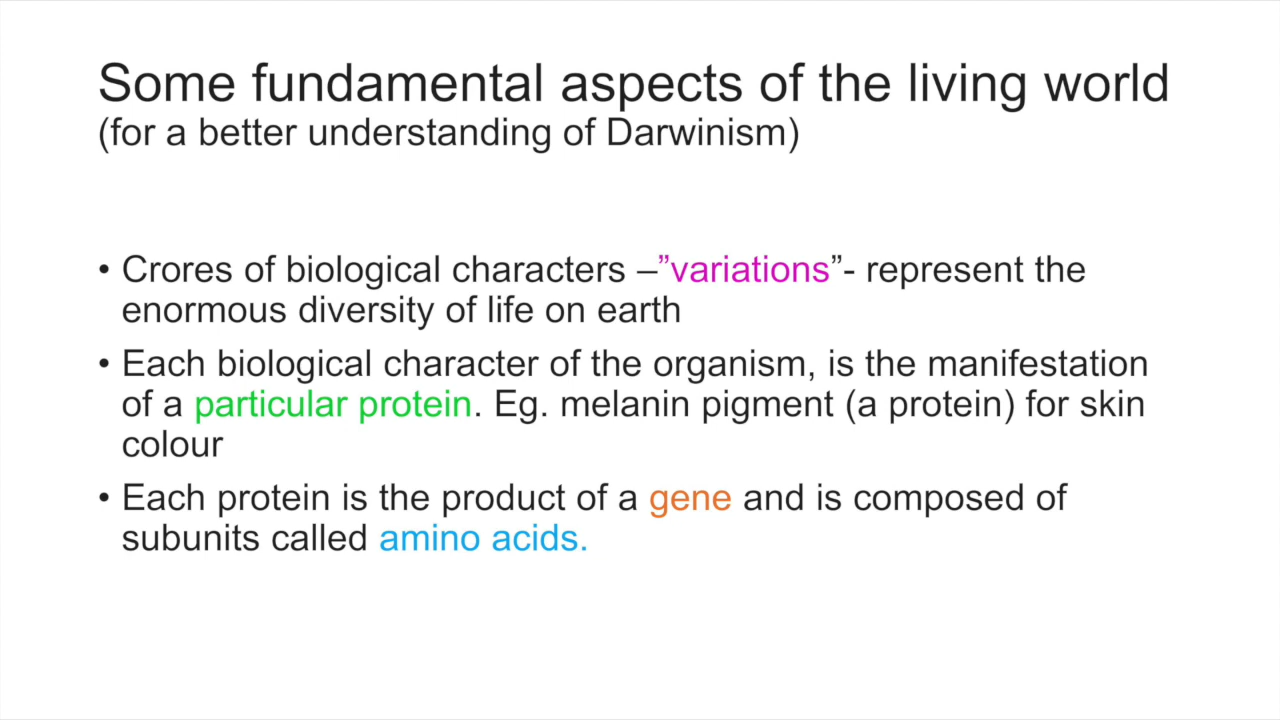 Some fundamental aspects of the living world
(for a better understanding of Darwinism)
• Crores of biological characters –”variations”- represent the
enormous diversity of life on earth
• Each biological character of the organism, is the manifestation
of a particular protein. Eg. melanin pigment (a protein) for skin
colour
• Each protein is the product of a gene and is composed of
subunits called amino acids.